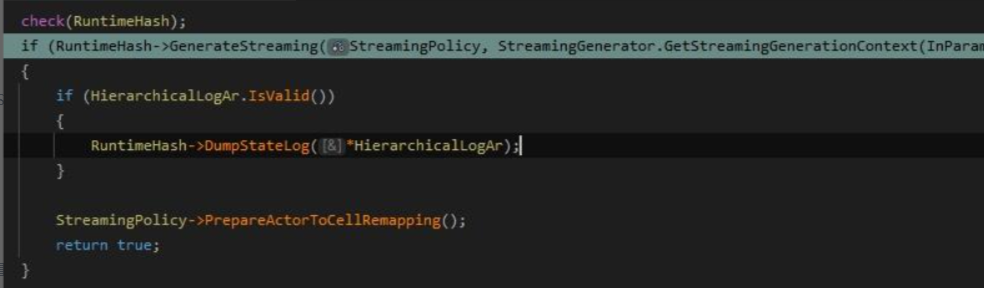 check(RuntimeHash);
if (RuntimeHash->GenerateStreaming(StreamingPolicy, StreamingGenerator.GetStreamingGenerationContext(InParam
{
if (HierarchicalLogAr.IsValid())
{
RuntimeHash->DumpStateLog([&]*HierarchicalLogAr);
}
StreamingPolicy->PrepareActorToCellRemapping();
return true;
}